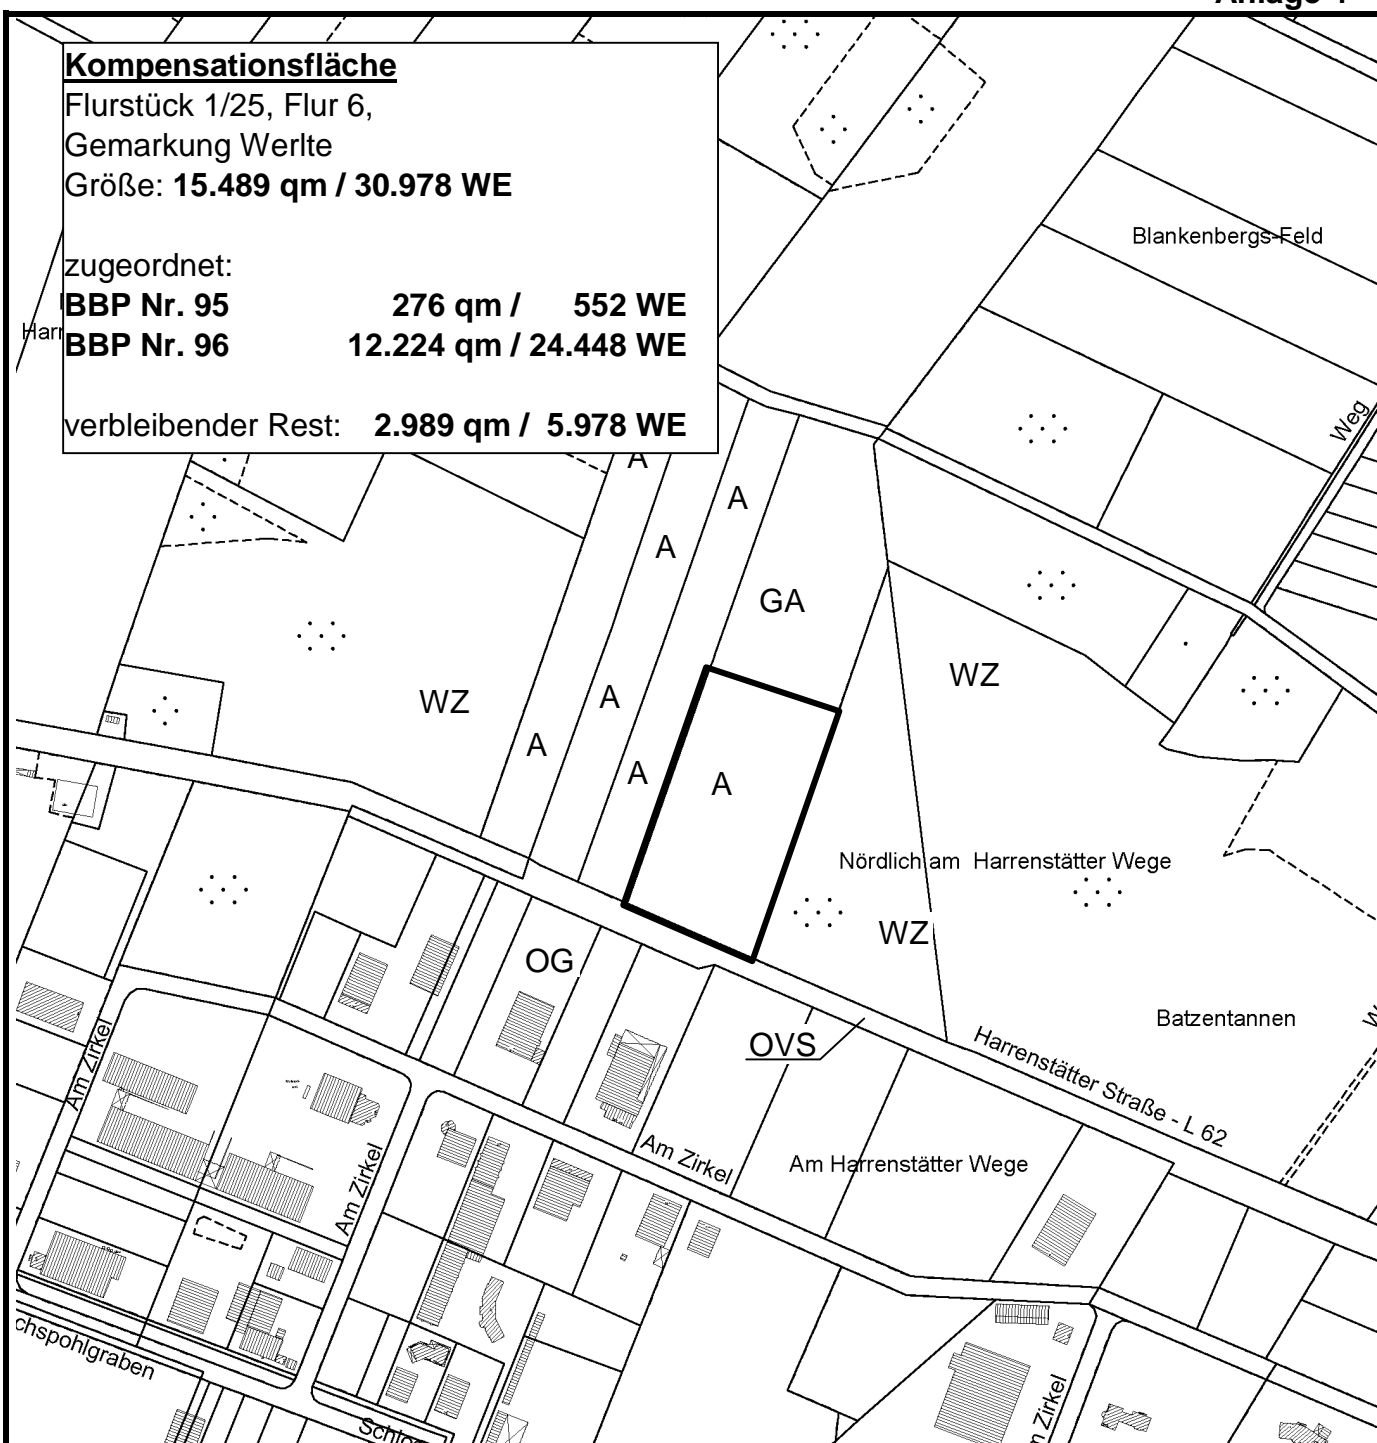 Kompensationsfläche
Flurstück 1/25, Flur 6,
Gemarkung Werlte
Größe: 15.489 qm / 30.978 WE
zugeordnet:
BBP Nr. 95 276 qm / 552 WE
BBP Nr. 96 12.224 qm / 24.448 WE
verbleibender Rest: 2.989 qm / 5.978 WE
Blankenbergs-Feld
Weg
A
A
A
GA
WZ
WZ
A
A
A
A
Nördlich am Harrenstätter Wege
WZ
OG
Batzentannen
OVS
Harrenstätter Straße - L 62
Am Zirkel
Am Zirkel
Am Zirkel
Am Harrenstätter Wege
chspohlgraben
m Zirkel